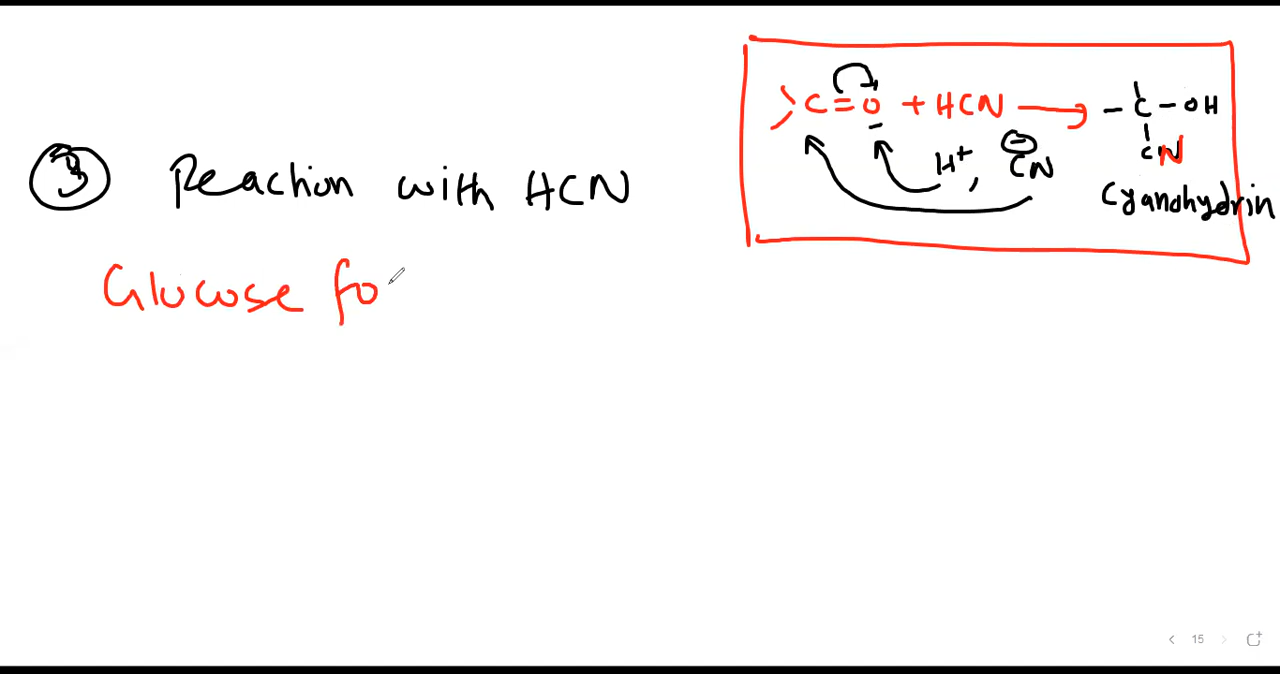 >C=O + HCN → -C-OH
H+, CN
CN
③ Reaction with HCN
Cyanohydrin
Glucose fo
15